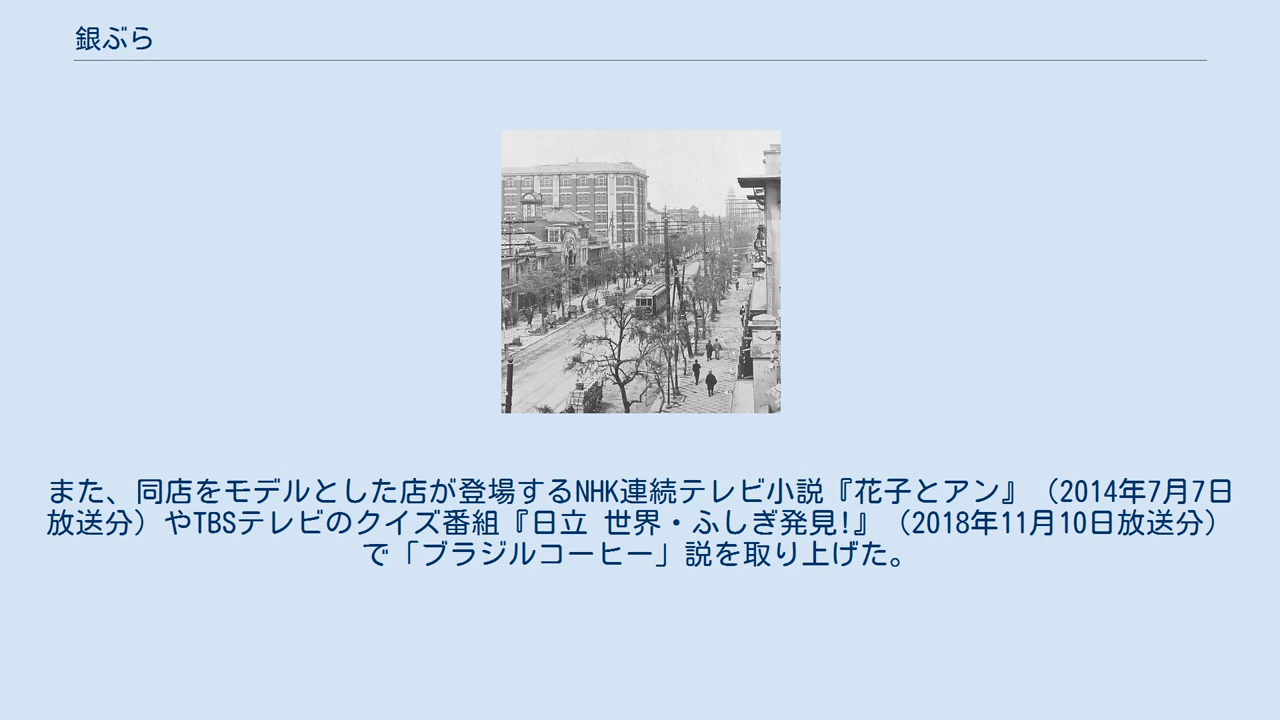 銀ぶら
また、同店をモデルとした店が登場するNHK連続テレビ小説『花子とアン』（2014年7月7日
放送分）やTBSテレビのクイズ番組『日立 世界・ふしぎ発見!』（2018年11月10日放送分）
で「ブラジルコーヒー」説を取り上げた。